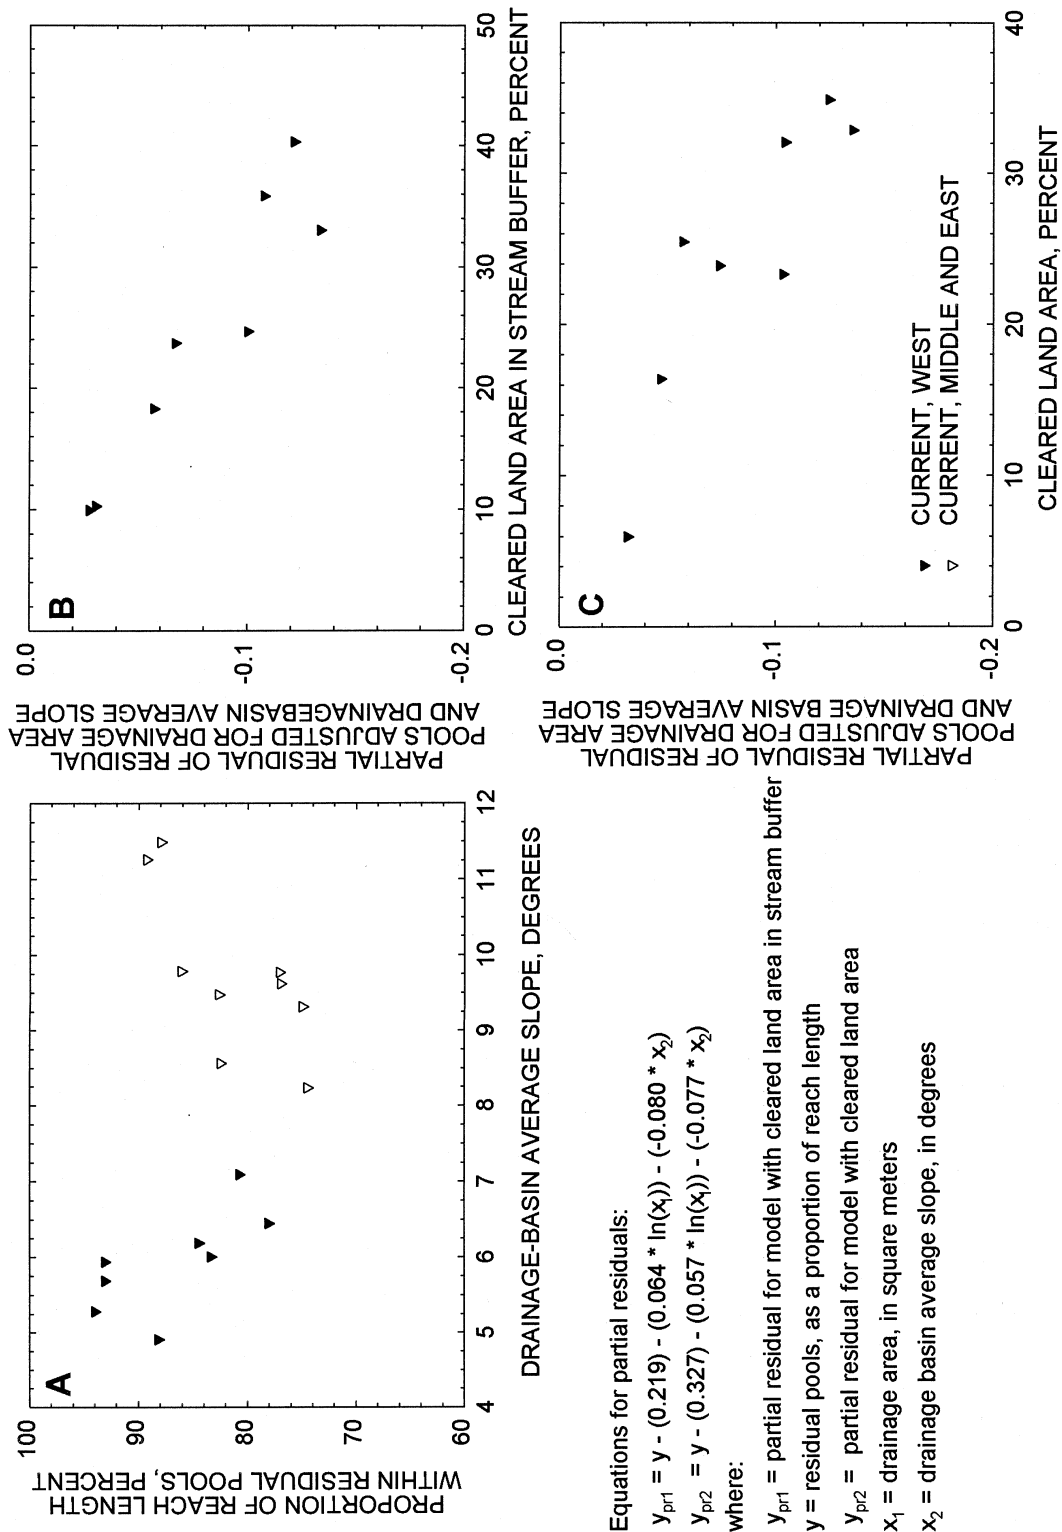 A
100
90
80
70
60
PROPORTION OF REACH LENGTH
WITHIN RESIDUAL POOLS, PERCENT
4
5
6
7
8
9
10
11
12
DRAINAGE-BASIN AVERAGE SLOPE, DEGREES
B
0.0
-0.1
-0.2
PARTIAL RESIDUAL OF RESIDUAL
POOLS ADJUSTED FOR DRAINAGE AREA
AND DRAINAGEBASIN AVERAGE SLOPE
0
10
20
30
40
50
CLEARED LAND AREA IN STREAM BUFFER, PERCENT
Equations for partial residuals:
y_pr1 = y - (0.219) - (0.064 * ln(x₁)) - (-0.080 * x₂)
y_pr2 = y - (0.327) - (0.057 * ln(x₁)) - (-0.077 * x₂)
where:
y_pr1 = partial residual for model with cleared land area in stream buffer
y = residual pools, as a proportion of reach length
y_pr2 = partial residual for model with cleared land area
x₁ = drainage area, in square meters
x₂ = drainage basin average slope, in degrees
C
0.0
-0.1
-0.2
PARTIAL RESIDUAL OF RESIDUAL
POOLS ADJUSTED FOR DRAINAGE AREA
AND DRAINAGE BASIN AVERAGE SLOPE
CURRENT, WEST
CURRENT, MIDDLE AND EAST
0
10
20
30
40
CLEARED LAND AREA, PERCENT